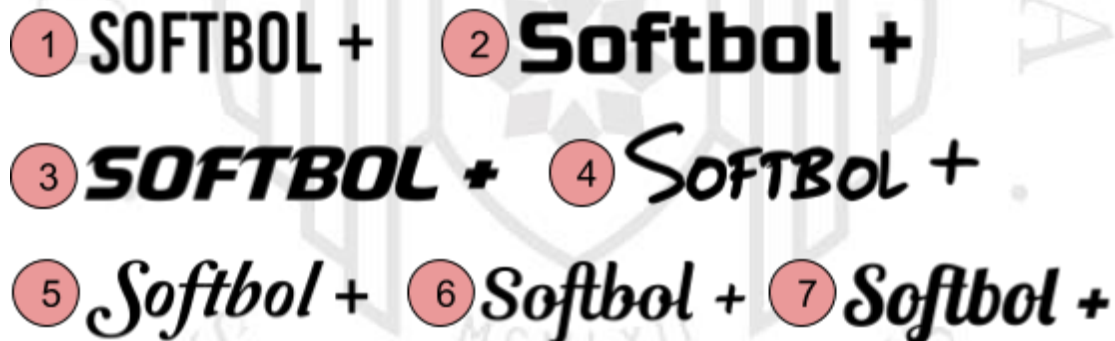 1 SOFTBOL + 2 Softbol +
3 SOFTBOL + 4 SOFTBOL +
5 Softbol + 6 Softbol + 7 Softbol +